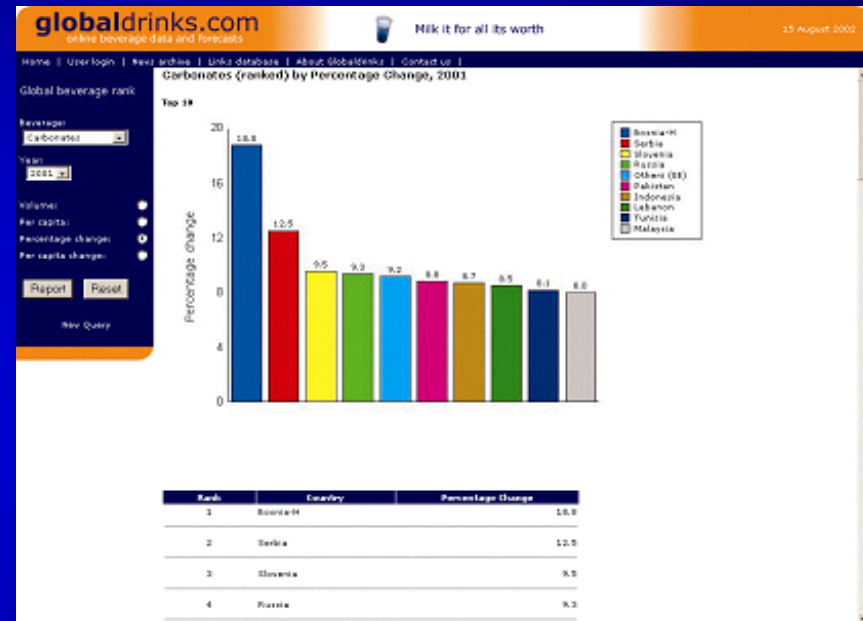 globaldrinks.com
online beverage data and forecasts
Milk it for all its worth
15 August 2002
Home | User login | News archive | Links database | About Globaldrinks | Contact us |
Global beverage rank
Beverage:
Carbonates
Year:
2001
Volume:
Per capita:
Percentage change:
Per capita change:
Report Reset
New Query
Carbonates (ranked) by Percentage Change, 2001
Top 10
Percentage change
20
16
12
8
4
0
18.8
12.5
9.5
9.3
9.2
8.8
8.7
8.5
8.1
8.0
Bosnia-H
Serbia
Slovenia
Russia
Others (EE)
Pakistan
Indonesia
Lebanon
Tunisia
Malaysia
Rank Country Percentage Change
1 Bosnia-H 18.8
2 Serbia 12.5
3 Slovenia 9.5
4 Russia 9.3